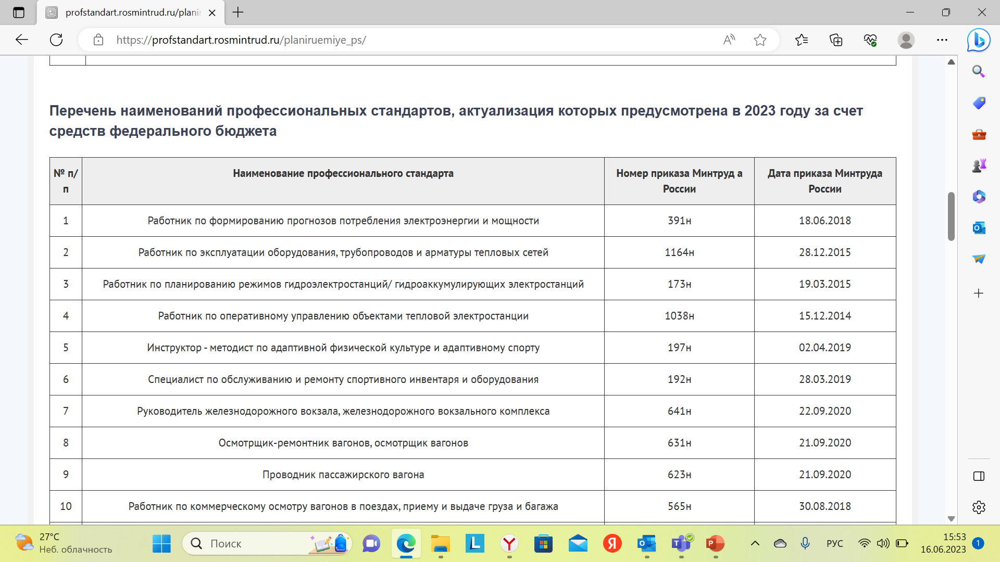 profstandart.rosmintrud.ru/plani
https://profstandart.rosmintrud.ru/planiruemiye_ps/
Перечень наименований профессиональных стандартов, актуализация которых предусмотрена в 2023 году за счет
средств федерального бюджета
№ п/п Наименование профессионального стандарта Номер приказа Минтруд а России Дата приказа Минтруда России
1 Работник по формированию прогнозов потребления электроэнергии и мощности 391н 18.06.2018
2 Работник по эксплуатации оборудования, трубопроводов и арматуры тепловых сетей 1164н 28.12.2015
3 Работник по планированию режимов гидроэлектростанций/ гидроаккумулирующих электростанций 173н 19.03.2015
4 Работник по оперативному управлению объектами тепловой электростанции 1038н 15.12.2014
5 Инструктор - методист по адаптивной физической культуре и адаптивному спорту 197н 02.04.2019
6 Специалист по обслуживанию и ремонту спортивного инвентаря и оборудования 192н 28.03.2019
7 Руководитель железнодорожного вокзала, железнодорожного вокзального комплекса 641н 22.09.2020
8 Осмотрщик-ремонтник вагонов, осмотрщик вагонов 631н 21.09.2020
9 Проводник пассажирского вагона 623н 21.09.2020
10 Работник по коммерческому осмотру вагонов в поездах, приему и выдаче груза и багажа 565н 30.08.2018
27°C
Неб. облачность
Поиск
РУС
15:53
16.06.2023
1